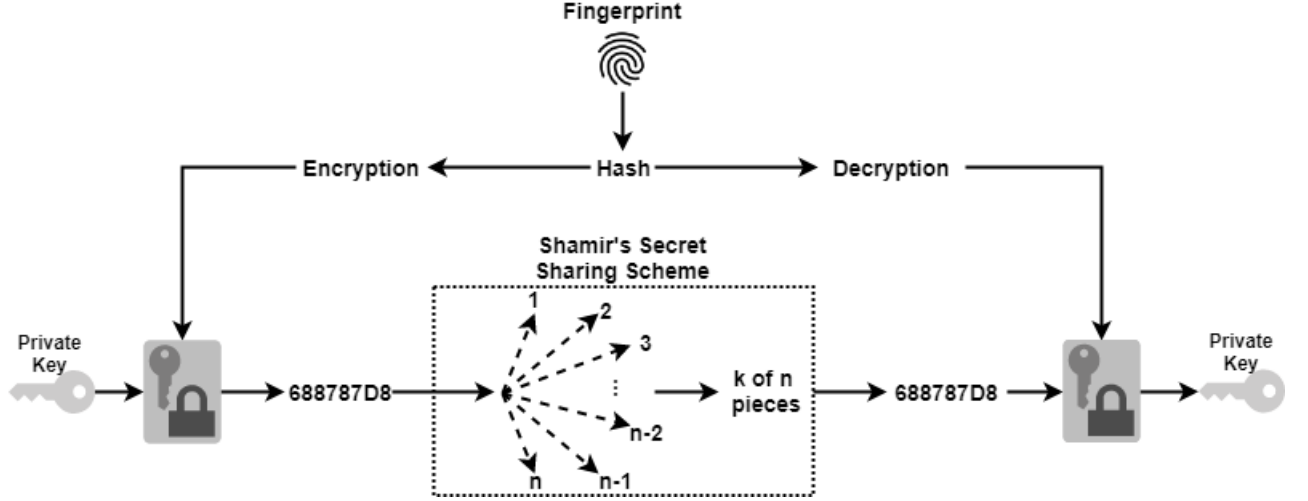 Fingerprint
Encryption
Hash
Decryption
Shamir's Secret
Sharing Scheme
Private
Key
688787D8
1
2
3
⋮
n-2
n-1
n
k of n
pieces
688787D8
Private
Key